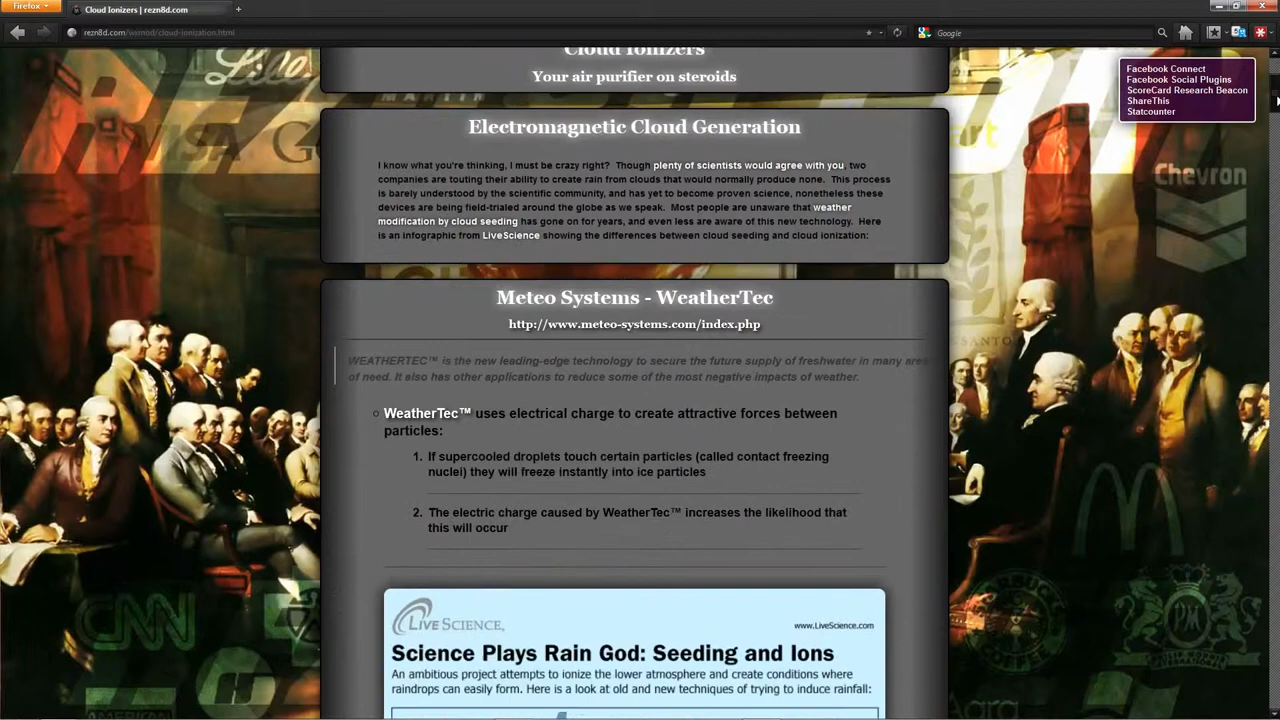 Firefox
Cloud Ionizers | rezn8d.com
rezn8d.com/wxmod/cloud-ionization.html
Google
Facebook Connect
Facebook Social Plugins
ScoreCard Research Beacon
ShareThis
Statcounter
Cloud Ionizers
Your air purifier on steroids
Electromagnetic Cloud Generation
I know what you're thinking, I must be crazy right? Though plenty of scientists would agree with you, two
companies are touting their ability to create rain from clouds that would normally produce none. This process
is barely understood by the scientific community, and has yet to become proven science, nonetheless these
devices are being field-trialed around the globe as we speak. Most people are unaware that weather
modification by cloud seeding has gone on for years, and even less are aware of this new technology. Here
is an infographic from LiveScience showing the differences between cloud seeding and cloud ionization:
Meteo Systems - WeatherTec
http://www.meteo-systems.com/index.php
WEATHERTEC™ is the new leading-edge technology to secure the future supply of freshwater in many areas
of need. It also has other applications to reduce some of the most negative impacts of weather.
WeatherTec™ uses electrical charge to create attractive forces between
particles:
1. If supercooled droplets touch certain particles (called contact freezing
nuclei) they will freeze instantly into ice particles
2. The electric charge caused by WeatherTec™ increases the likelihood that
this will occur
LIVESCIENCE.
www.LiveScience.com
Science Plays Rain God: Seeding and Ions
An ambitious project attempts to ionize the lower atmosphere and create conditions where
raindrops can easily form. Here is a look at old and new techniques of trying to induce rainfall:
MARTIN
VISA
Chevron
CNN
AMERICAN
COFFEE
PM